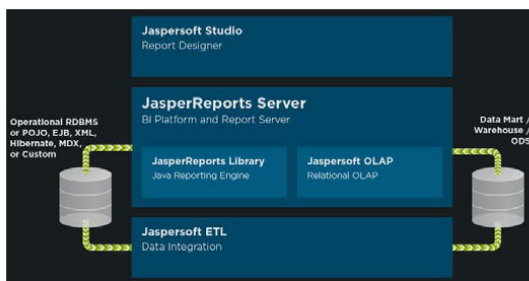 Jaspersoft Studio
Report Designer
JasperReports Server
BI Platform and Report Server
JasperReports Library
Java Reporting Engine
Jaspersoft OLAP
Relational OLAP
Jaspersoft ETL
Data Integration
Operational RDBMS
or POJO, EJB, XML,
Hibernate, MDX,
or Custom
Data Mart /
Warehouse /
ODS